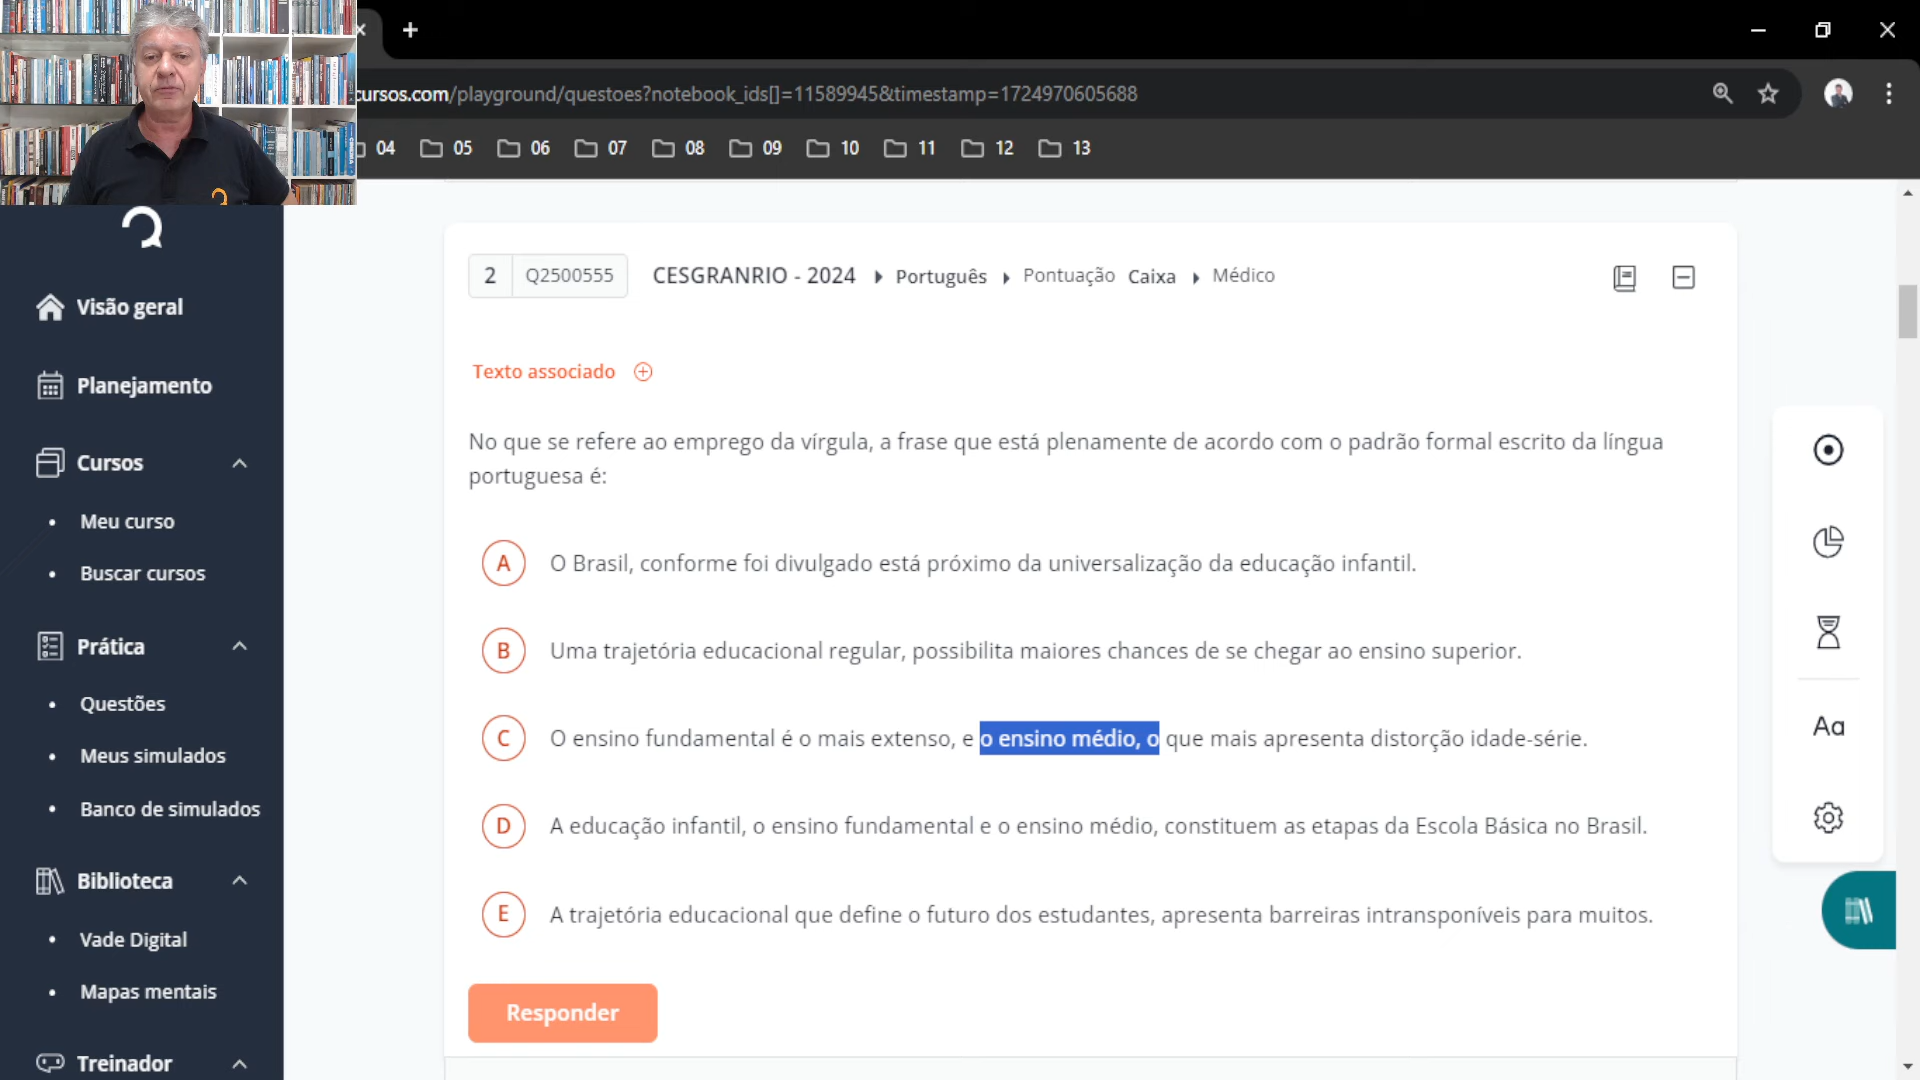 cursos.com/playground/questoes?notebook_ids[]=11589945&timestamp=1724970605688
04 05 06 07 08 09 10 11 12 13
Visão geral
Planejamento
Cursos
• Meu curso
• Buscar cursos
Prática
• Questões
• Meus simulados
• Banco de simulados
Biblioteca
• Vade Digital
• Mapas mentais
Treinador
2 Q2500555 CESGRANRIO - 2024 Português Pontuação Caixa Médico
Texto associado
No que se refere ao emprego da vírgula, a frase que está plenamente de acordo com o padrão formal escrito da língua
portuguesa é:
A O Brasil, conforme foi divulgado está próximo da universalização da educação infantil.
B Uma trajetória educacional regular, possibilita maiores chances de se chegar ao ensino superior.
C O ensino fundamental é o mais extenso, e o ensino médio, o que mais apresenta distorção idade-série.
D A educação infantil, o ensino fundamental e o ensino médio, constituem as etapas da Escola Básica no Brasil.
E A trajetória educacional que define o futuro dos estudantes, apresenta barreiras intransponíveis para muitos.
Responder
Aa